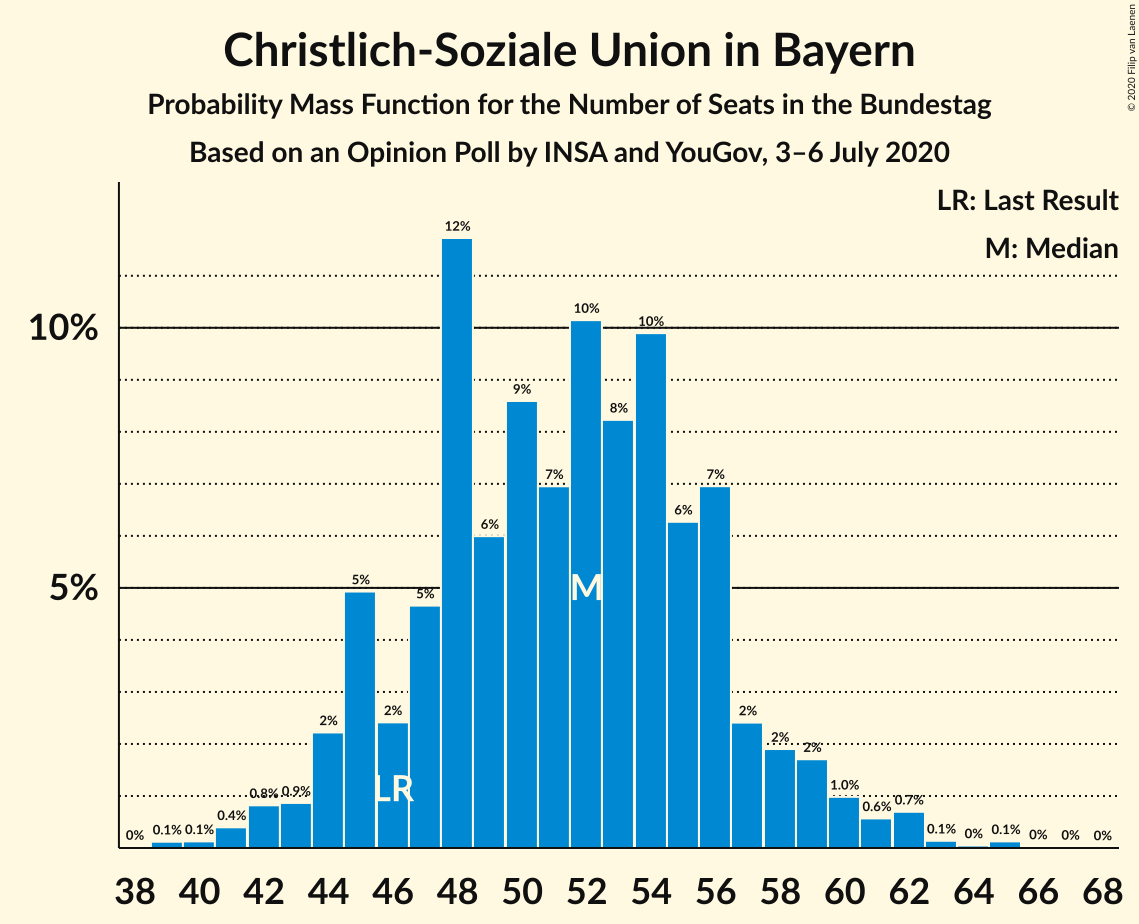 Christlich-Soziale Union in Bayern
Probability Mass Function for the Number of Seats in the Bundestag
Based on an Opinion Poll by INSA and YouGov, 3–6 July 2020
© 2020 Filip van Laenen
LR: Last Result
M: Median
10%
5%
0% 0.1% 0.1% 0.4% 0.8% 0.9% 2% 5% 2% 5% 12% 6% 9% 7% 10% 8% 10% 6% 7% 2% 2% 2% 1.0% 0.6% 0.7% 0.1% 0% 0.1% 0% 0% 0%
LR
M
38 40 42 44 46 48 50 52 54 56 58 60 62 64 66 68